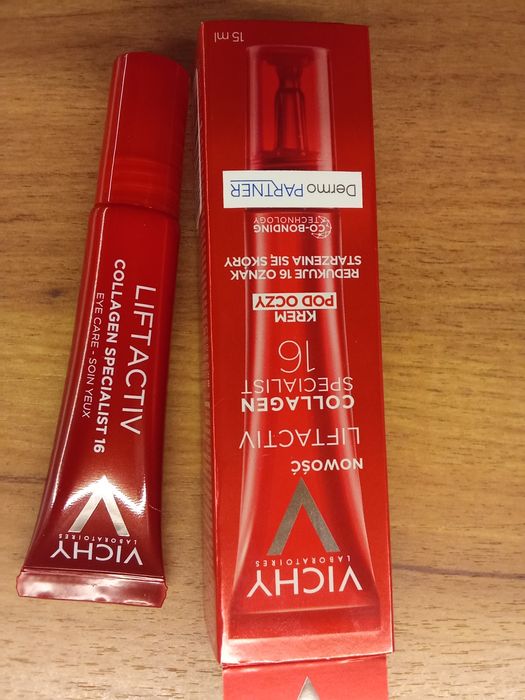 LIFTACTIV
COLLAGEN SPECIALIST 16
EYE CARE - SOIN YEUX
VICHY
LABORATOIRES
VICHY
LABORATOIRES
NOWOŚĆ
LIFTACTIV
COLLAGEN
SPECIALIST
16
KREM
POD OCZY
REDUKUJE 16 OZNAK
STARZENIA SIĘ SKÓRY
CO-BONDING
TECHNOLOGY
Dermo PARTNER
15 ml